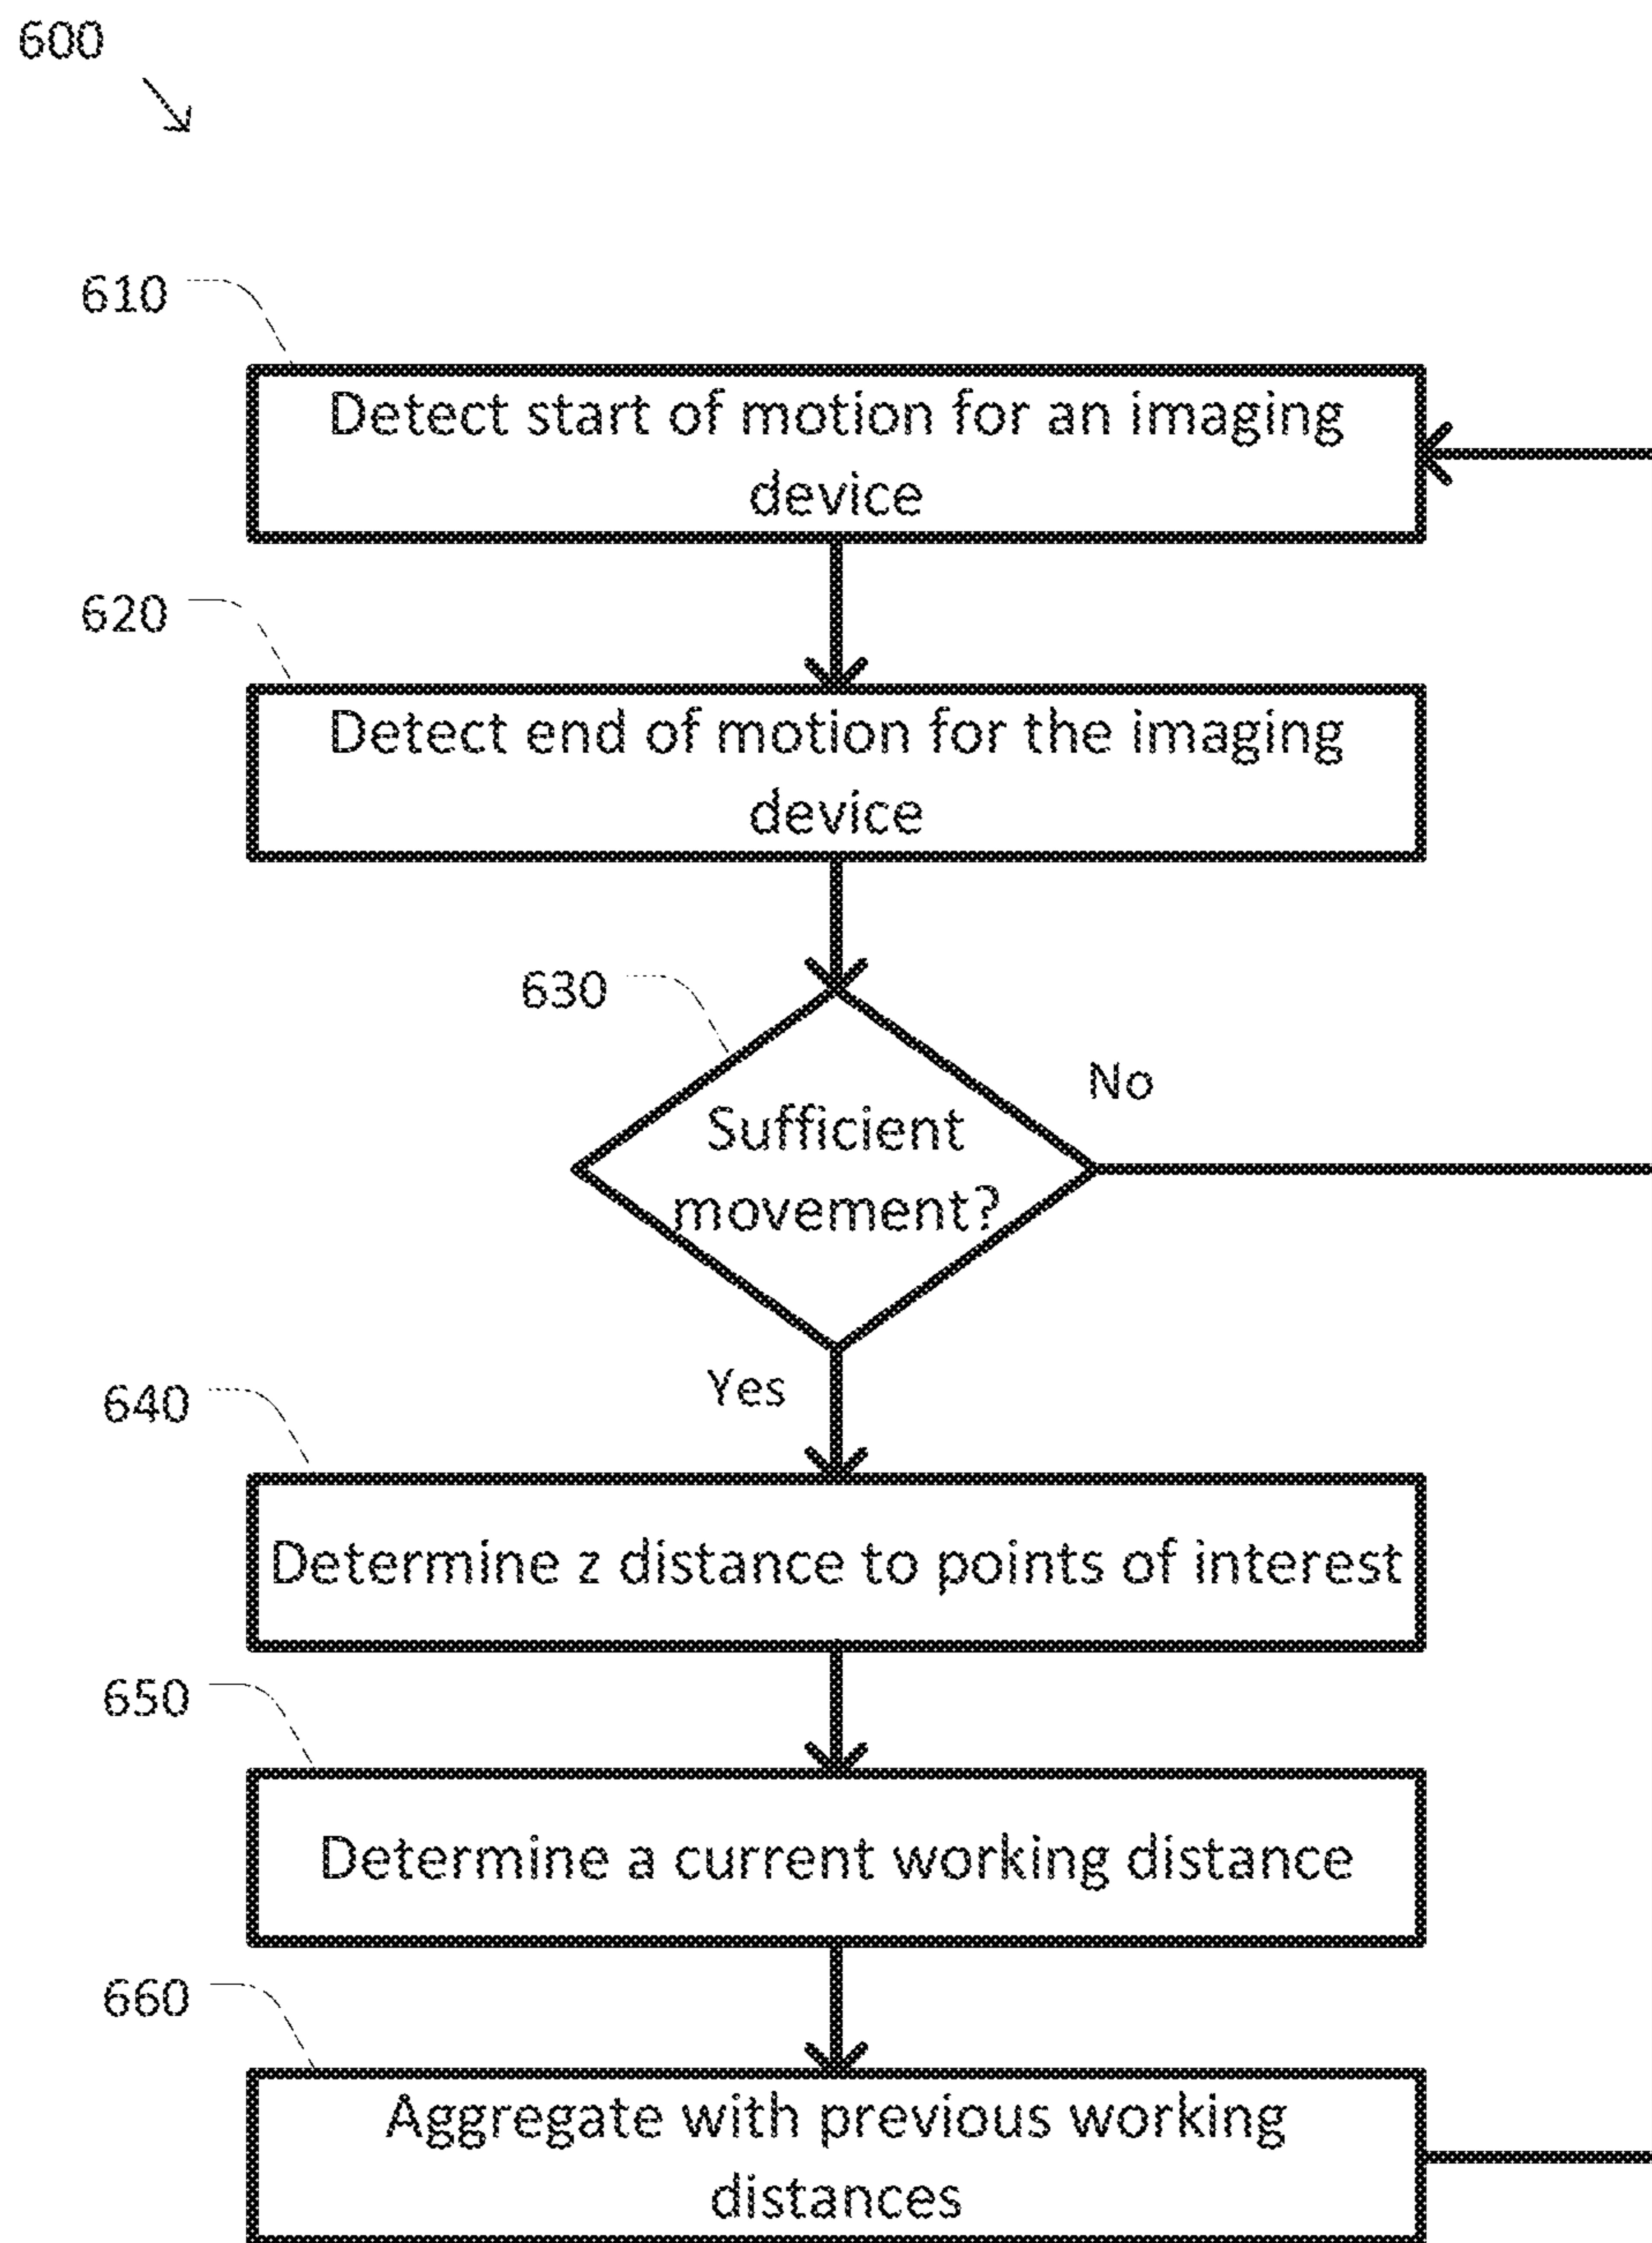 600
610
Detect start of motion for an imaging
device
620
Detect end of motion for the imaging
device
630
Sufficient
movement?
No
Yes
640
Determine z distance to points of interest
650
Determine a current working distance
660
Aggregate with previous working
distances